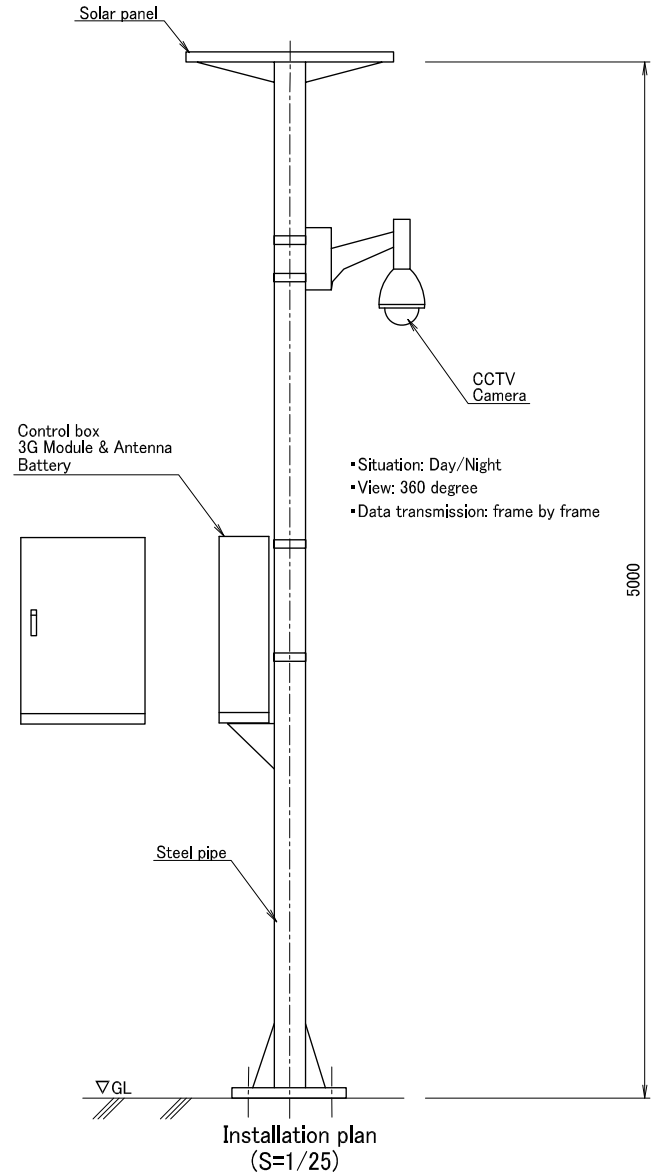 Solar panel
CCTV
Camera
Control box
3G Module & Antenna
Battery
▪Situation: Day/Night
▪View: 360 degree
▪Data transmission: frame by frame
5000
Steel pipe
▽GL
Installation plan
(S=1/25)